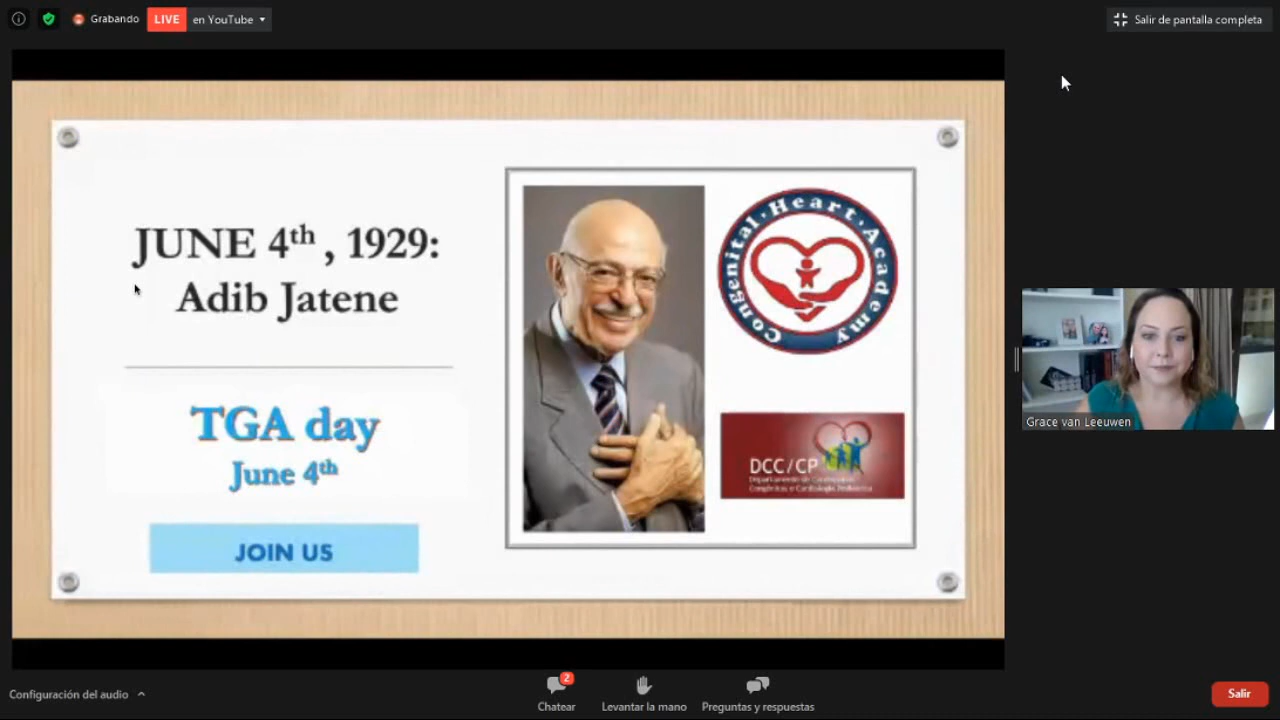 Grabando
LIVE
en YouTube
Salir de pantalla completa
JUNE 4th , 1929:
Adib Jatene
TGA day
June 4th
JOIN US
Congenital·Heart·Academy
DCC/CP
Departamento de Cardiopatias
Congênitas e Cardiologia Pediátrica
Grace van Leeuwen
Configuración del audio
2
Chatear
Levantar la mano
Preguntas y respuestas
Salir